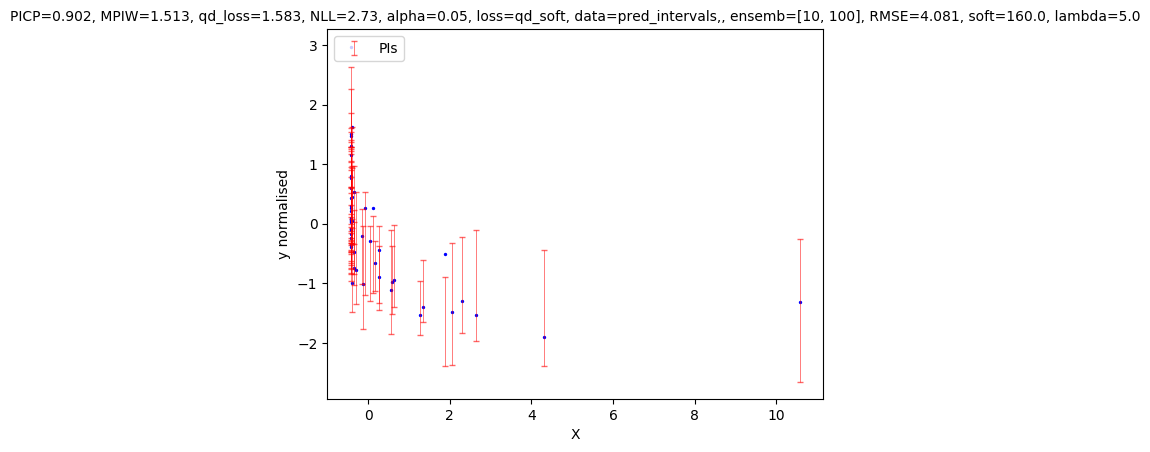 PICP=0.902, MPIW=1.513, qd_loss=1.583, NLL=2.73, alpha=0.05, loss=qd_soft, data=pred_intervals,, ensemb=[10, 100], RMSE=4.081, soft=160.0, lambda=5.0
PIs
3
2
1
0
−1
−2
y normalised
0 2 4 6 8 10
X